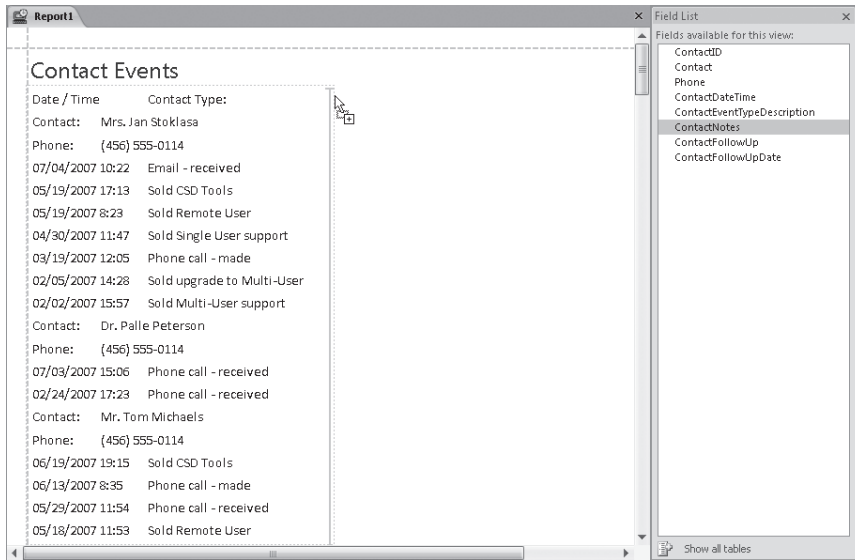 Report1
Contact Events
Date / Time Contact Type:
Contact: Mrs. Jan Stoklasa
Phone: (456) 555-0114
07/04/2007 10:22 Email - received
05/19/2007 17:13 Sold CSD Tools
05/19/2007 8:23 Sold Remote User
04/30/2007 11:47 Sold Single User support
03/19/2007 12:05 Phone call - made
02/05/2007 14:28 Sold upgrade to Multi-User
02/02/2007 15:57 Sold Multi-User support
Contact: Dr. Palle Peterson
Phone: (456) 555-0114
07/03/2007 15:06 Phone call - received
02/24/2007 17:23 Phone call - received
Contact: Mr. Tom Michaels
Phone: (456) 555-0114
06/19/2007 19:15 Sold CSD Tools
06/13/2007 8:35 Phone call - made
05/29/2007 11:54 Phone call - received
05/18/2007 11:53 Sold Remote User
Field List
Fields available for this view:
ContactID
Contact
Phone
ContactDateTime
ContactEventTypeDescription
ContactNotes
ContactFollowUp
ContactFollowUpDate
Show all tables